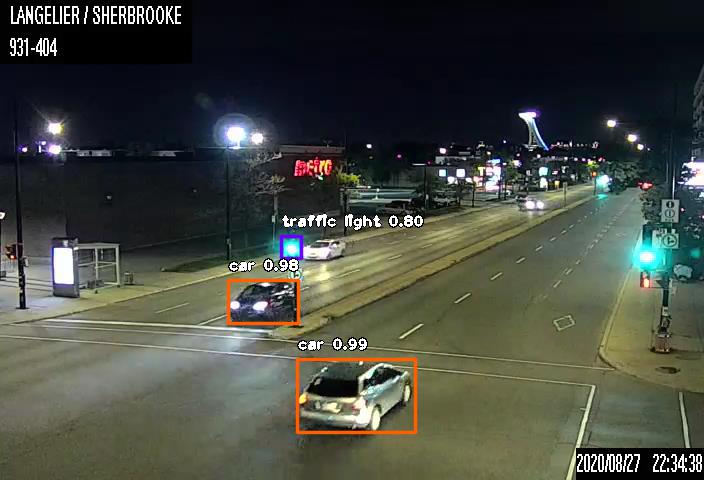 LANGELIER / SHERBROOKE
931-404
metro
traffic light 0.80
car 0.98
car 0.99
2020/08/27 22:34:38